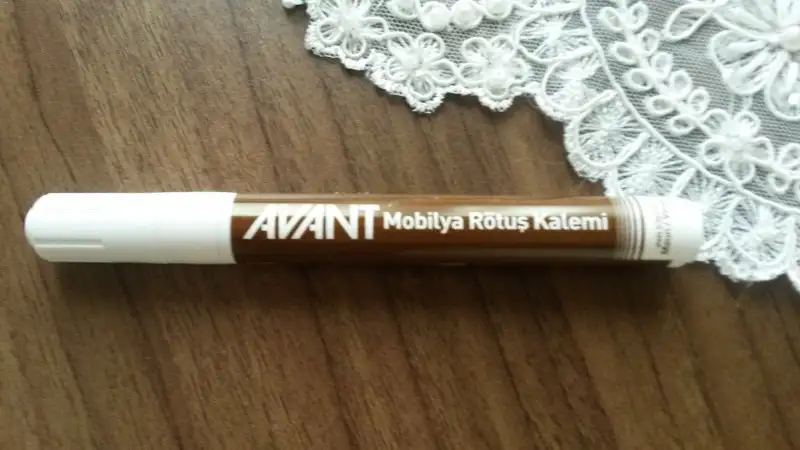 AVANT Mobilya Rötuş Kalemi